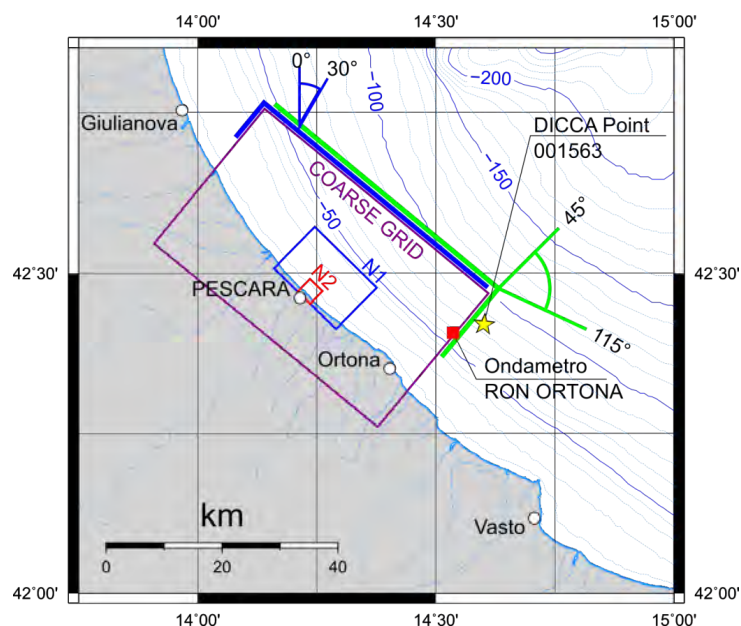 14°00' 14°30' 15°00'
0°
30°
-200
-100
Giulianova
DICCA Point
001563
-150
COARSE GRID
45°
-50
42°30' 42°30'
N1
N2
PESCARA
115°
Ortona
Ondametro
RON ORTONA
km
Vasto
0 20 40
42°00' 42°00'
14°00' 14°30' 15°00'